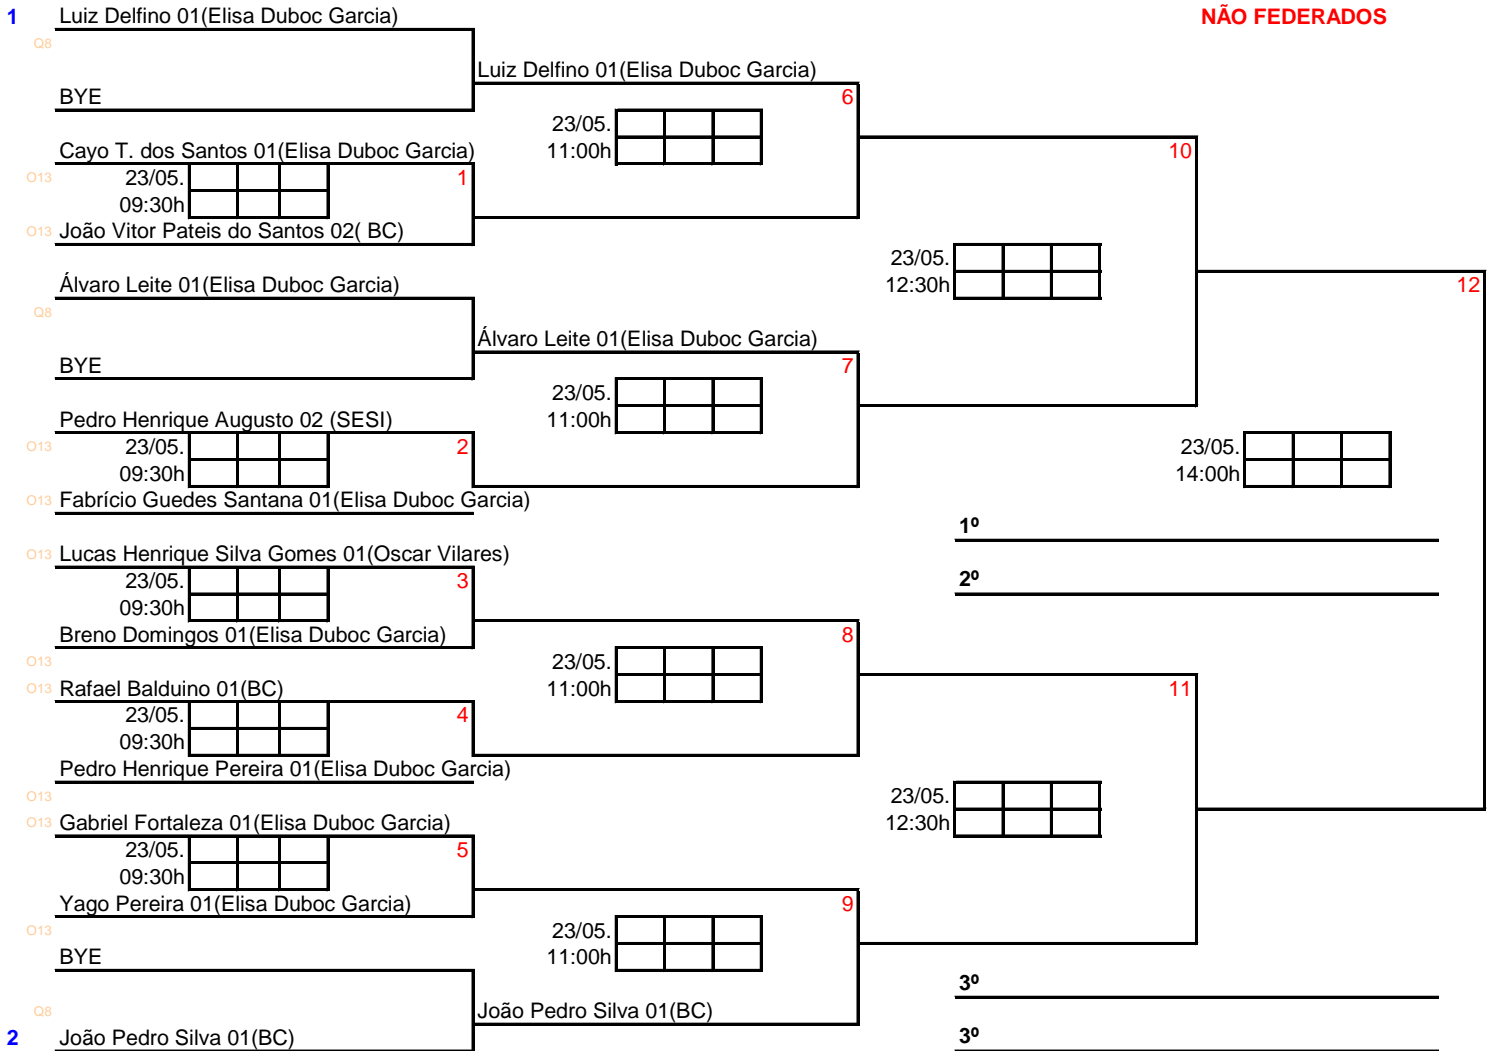 1 Luiz Delfino 01(Elisa Duboc Garcia) NÃO FEDERADOS
Q8
Luiz Delfino 01(Elisa Duboc Garcia)
BYE 6
23/05.
Cayo T. dos Santos 01(Elisa Duboc Garcia) 11:00h 10
O13 23/05. 1
09:30h
O13 João Vitor Pateis do Santos 02( BC)
23/05.
Álvaro Leite 01(Elisa Duboc Garcia) 12:30h 12
Q8
Álvaro Leite 01(Elisa Duboc Garcia)
BYE 7
23/05.
Pedro Henrique Augusto 02 (SESI) 11:00h
O13 23/05. 2 23/05.
09:30h 14:00h
O13 Fabrício Guedes Santana 01(Elisa Duboc Garcia)
1º
O13 Lucas Henrique Silva Gomes 01(Oscar Vilares)
23/05. 3 2º
09:30h
Breno Domingos 01(Elisa Duboc Garcia) 8
O13 23/05.
O13 Rafael Balduino 01(BC) 11:00h 11
23/05. 4
09:30h
Pedro Henrique Pereira 01(Elisa Duboc Garcia)
O13 23/05.
O13 Gabriel Fortaleza 01(Elisa Duboc Garcia) 12:30h
23/05. 5
09:30h
Yago Pereira 01(Elisa Duboc Garcia) 9
O13 23/05.
BYE 11:00h
3º
Q8 João Pedro Silva 01(BC)
2 João Pedro Silva 01(BC) 3º